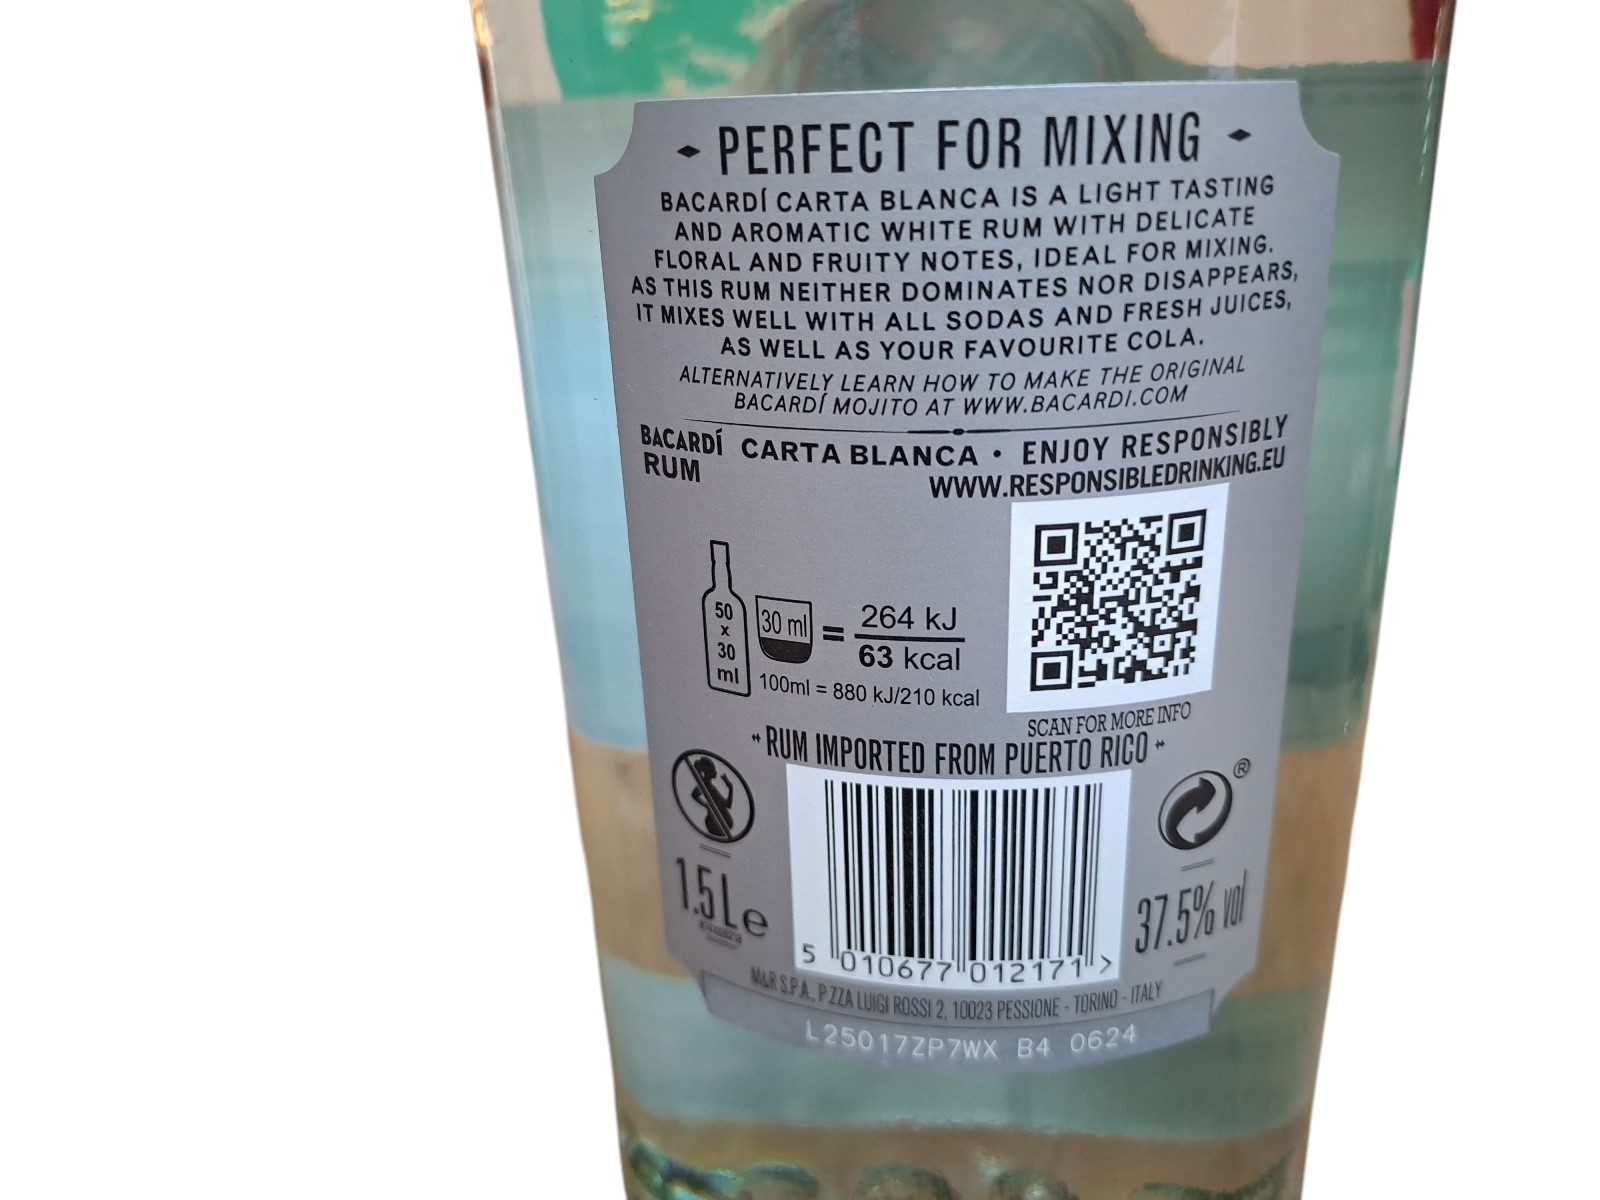 PERFECT FOR MIXING
BACARDÍ CARTA BLANCA IS A LIGHT TASTING
AND AROMATIC WHITE RUM WITH DELICATE
FLORAL AND FRUITY NOTES, IDEAL FOR MIXING.
AS THIS RUM NEITHER DOMINATES NOR DISAPPEARS,
IT MIXES WELL WITH ALL SODAS AND FRESH JUICES,
AS WELL AS YOUR FAVOURITE COLA.
ALTERNATIVELY LEARN HOW TO MAKE THE ORIGINAL
BACARDÍ MOJITO AT WWW.BACARDI.COM
BACARDÍ CARTA BLANCA • ENJOY RESPONSIBLY
RUM WWW.RESPONSIBLEDRINKING.EU
50
x
30
ml
30 ml = 264 kJ
63 kcal
100ml = 880 kJ/210 kcal
SCAN FOR MORE INFO
RUM IMPORTED FROM PUERTO RICO
®
1.5L e
37.5% vol
5 010677 012171 >
M&R S.P.A., P.ZZA LUIGI ROSSI 2, 10023 PESSIONE - TORINO - ITALY
L25017ZP7WX B4 0624